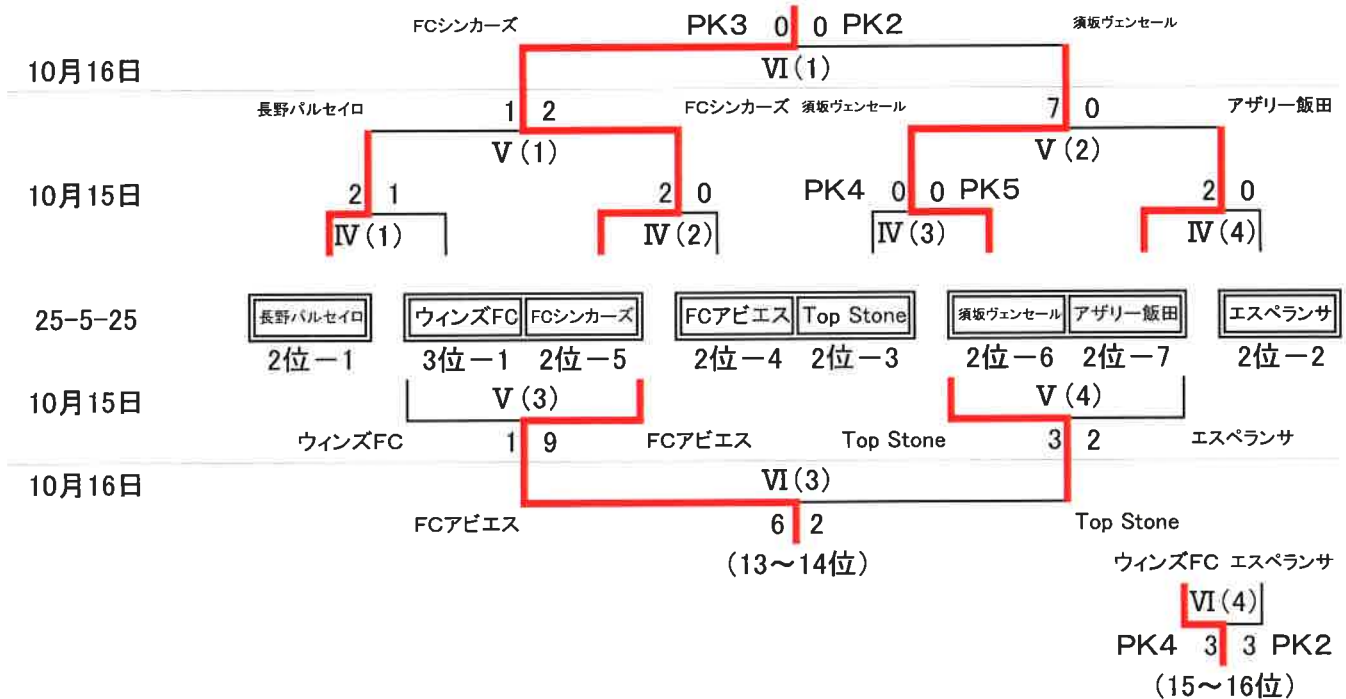 FCシンカーズ PK3 0 0 PK2 須坂ヴェンセール
10月16日 Ⅵ(1)
長野パルセイロ 1 2 FCシンカーズ 須坂ヴェンセール 7 0 アザリー飯田
Ⅴ(1) Ⅴ(2)
10月15日 2 1 2 0 PK4 0 0 PK5 2 0
Ⅳ(1) Ⅳ(2) Ⅳ(3) Ⅳ(4)
25-5-25 長野パルセイロ ウィンズFC FCシンカーズ FCアビエス Top Stone 須坂ヴェンセール アザリー飯田 エスペランサ
2位－1 3位－1 2位－5 2位－4 2位－3 2位－6 2位－7 2位－2
10月15日 Ⅴ(3) Ⅴ(4)
ウィンズFC 1 9 FCアビエス Top Stone 3 2 エスペランサ
10月16日 Ⅵ(3)
FCアビエス 6 2 Top Stone
(13～14位)
ウィンズFC エスペランサ
Ⅵ(4)
PK4 3 3 PK2
(15～16位)